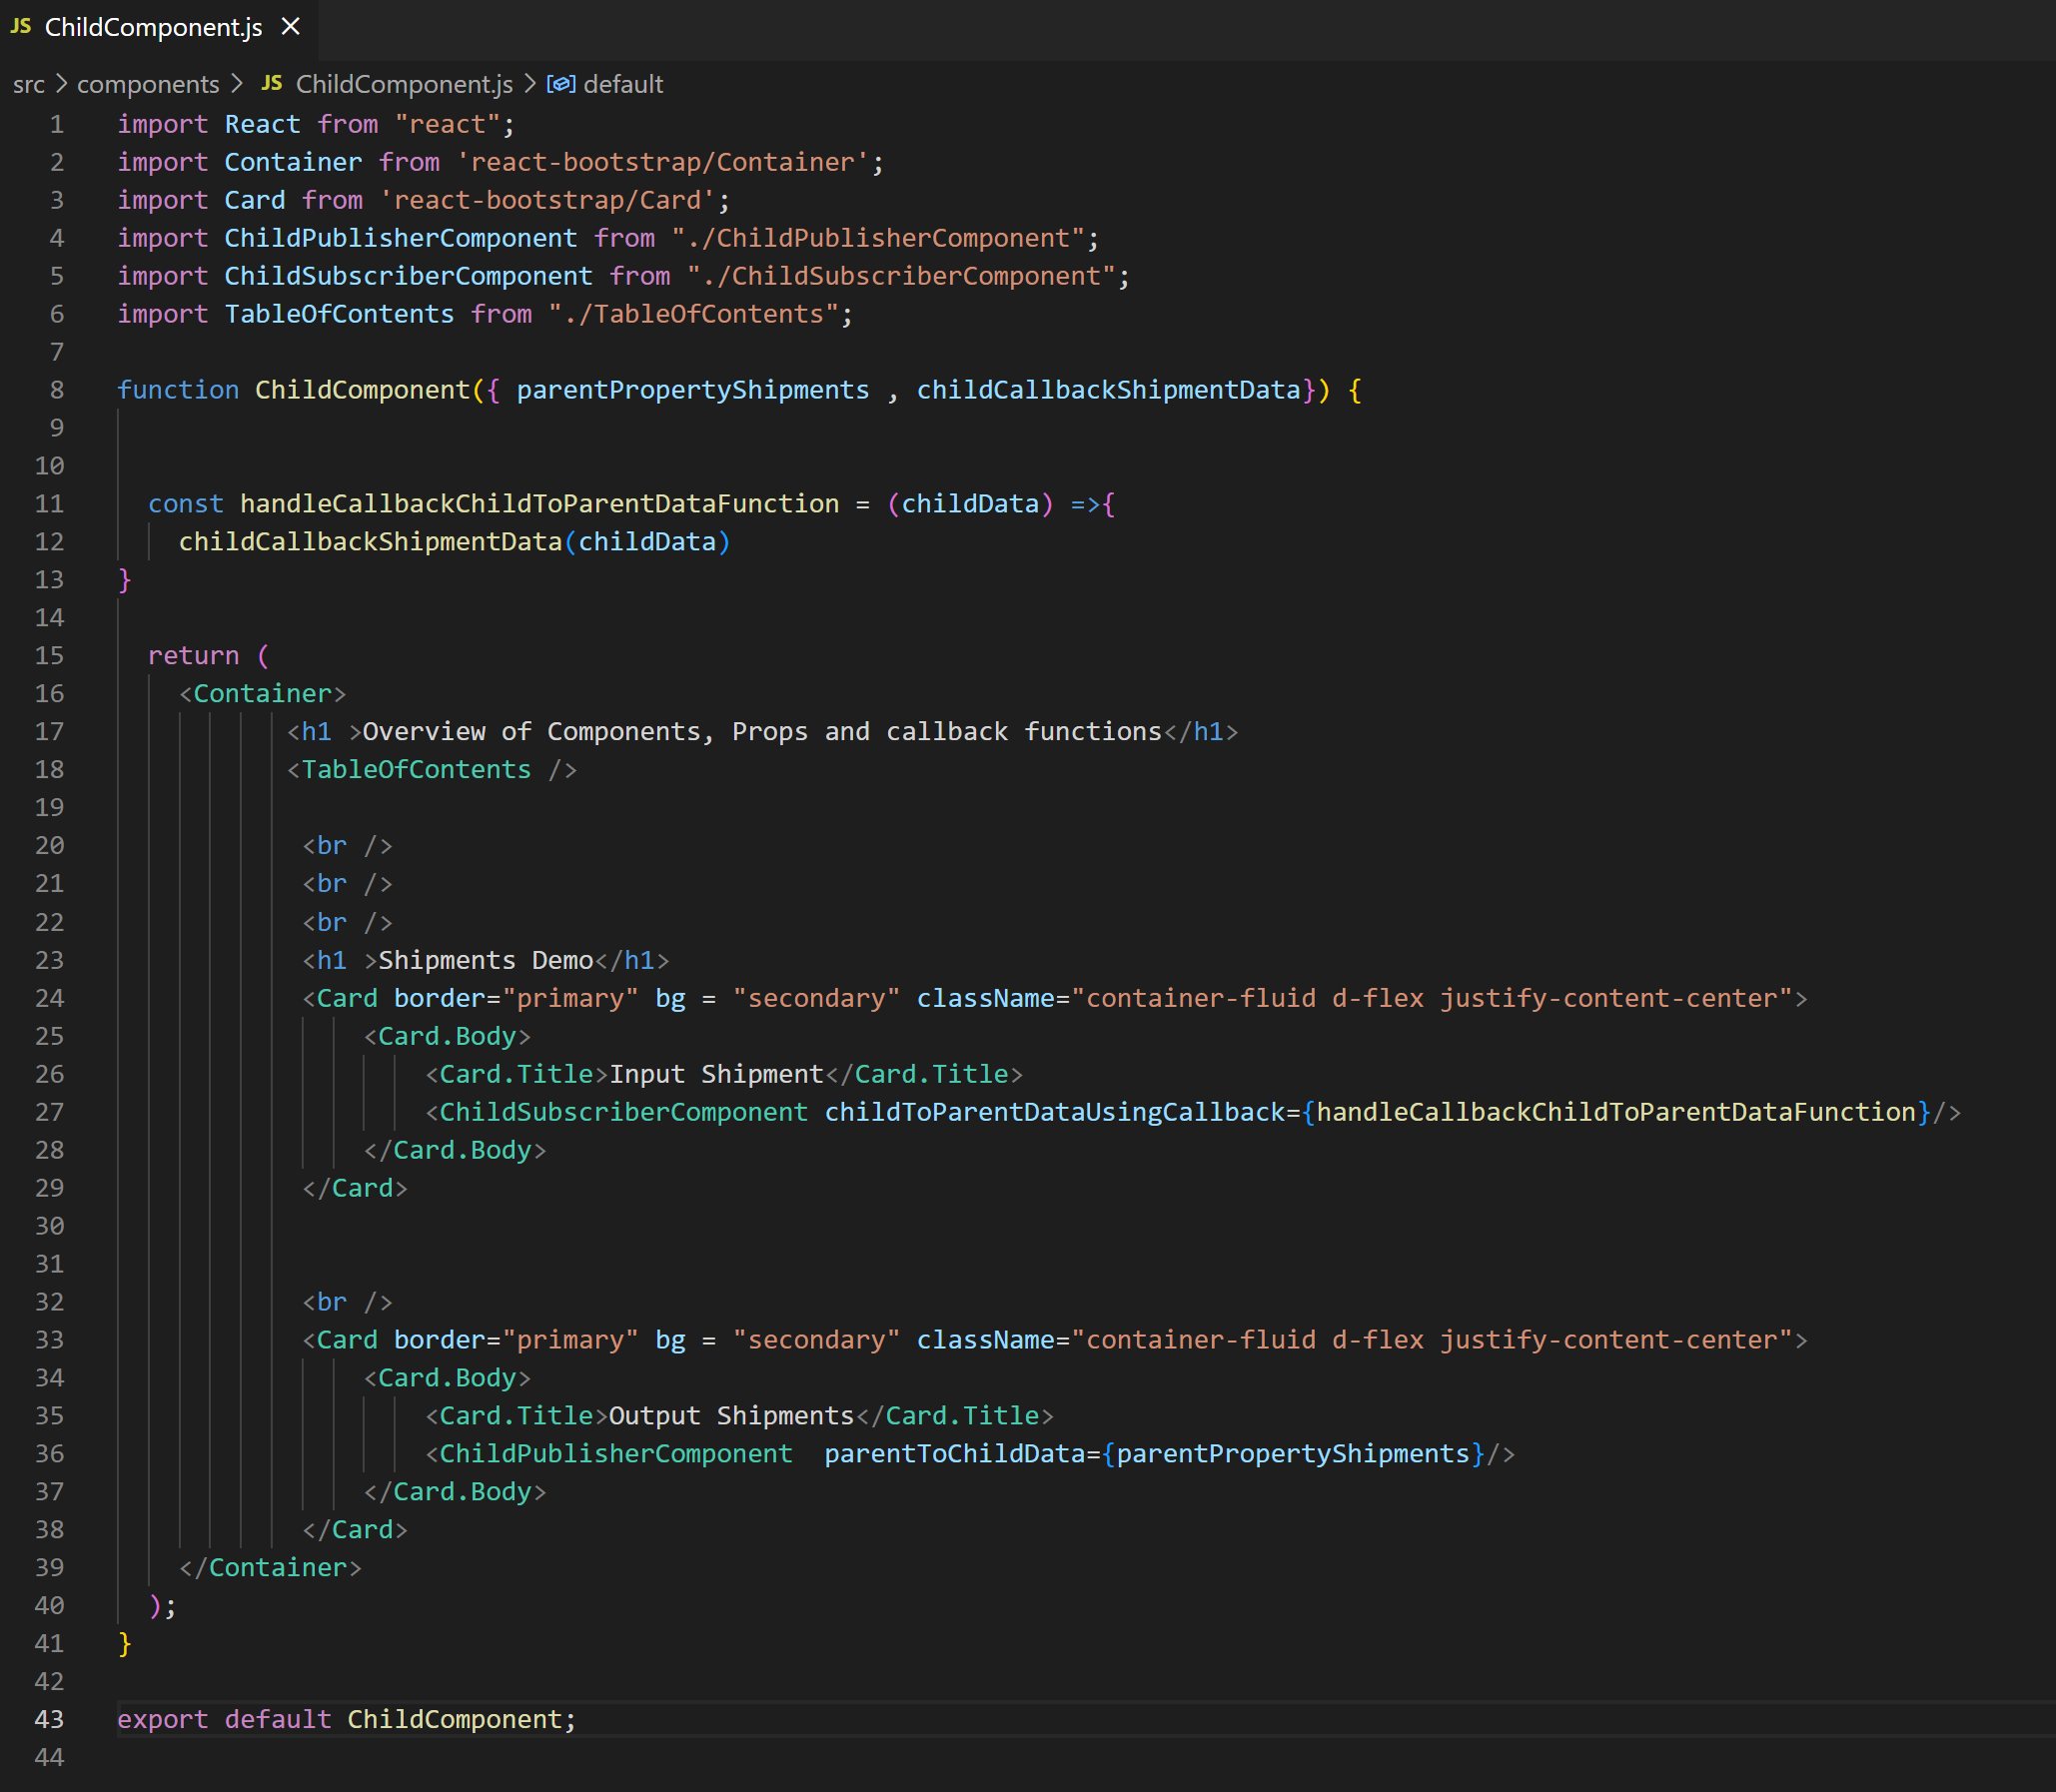 JS ChildComponent.js ×
src > components > JS ChildComponent.js > default
1 import React from "react";
2 import Container from 'react-bootstrap/Container';
3 import Card from 'react-bootstrap/Card';
4 import ChildPublisherComponent from "./ChildPublisherComponent";
5 import ChildSubscriberComponent from "./ChildSubscriberComponent";
6 import TableOfContents from "./TableOfContents";
7
8 function ChildComponent({ parentPropertyShipments , childCallbackShipmentData}) {
9
10
11   const handleCallbackChildToParentDataFunction = (childData) =>{
12     childCallbackShipmentData(childData)
13 }
14
15   return (
16     <Container>
17            <h1 >Overview of Components, Props and callback functions</h1>
18            <TableOfContents />
19
20             <br />
21             <br />
22             <br />
23             <h1 >Shipments Demo</h1>
24             <Card border="primary" bg = "secondary" className="container-fluid d-flex justify-content-center">
25                 <Card.Body>
26                     <Card.Title>Input Shipment</Card.Title>
27                     <ChildSubscriberComponent childToParentDataUsingCallback={handleCallbackChildToParentDataFunction}/>
28                 </Card.Body>
29             </Card>
30
31
32             <br />
33             <Card border="primary" bg = "secondary" className="container-fluid d-flex justify-content-center">
34                 <Card.Body>
35                     <Card.Title>Output Shipments</Card.Title>
36                     <ChildPublisherComponent  parentToChildData={parentPropertyShipments}/>
37                 </Card.Body>
38             </Card>
39     </Container>
40   );
41 }
42
43 export default ChildComponent;
44